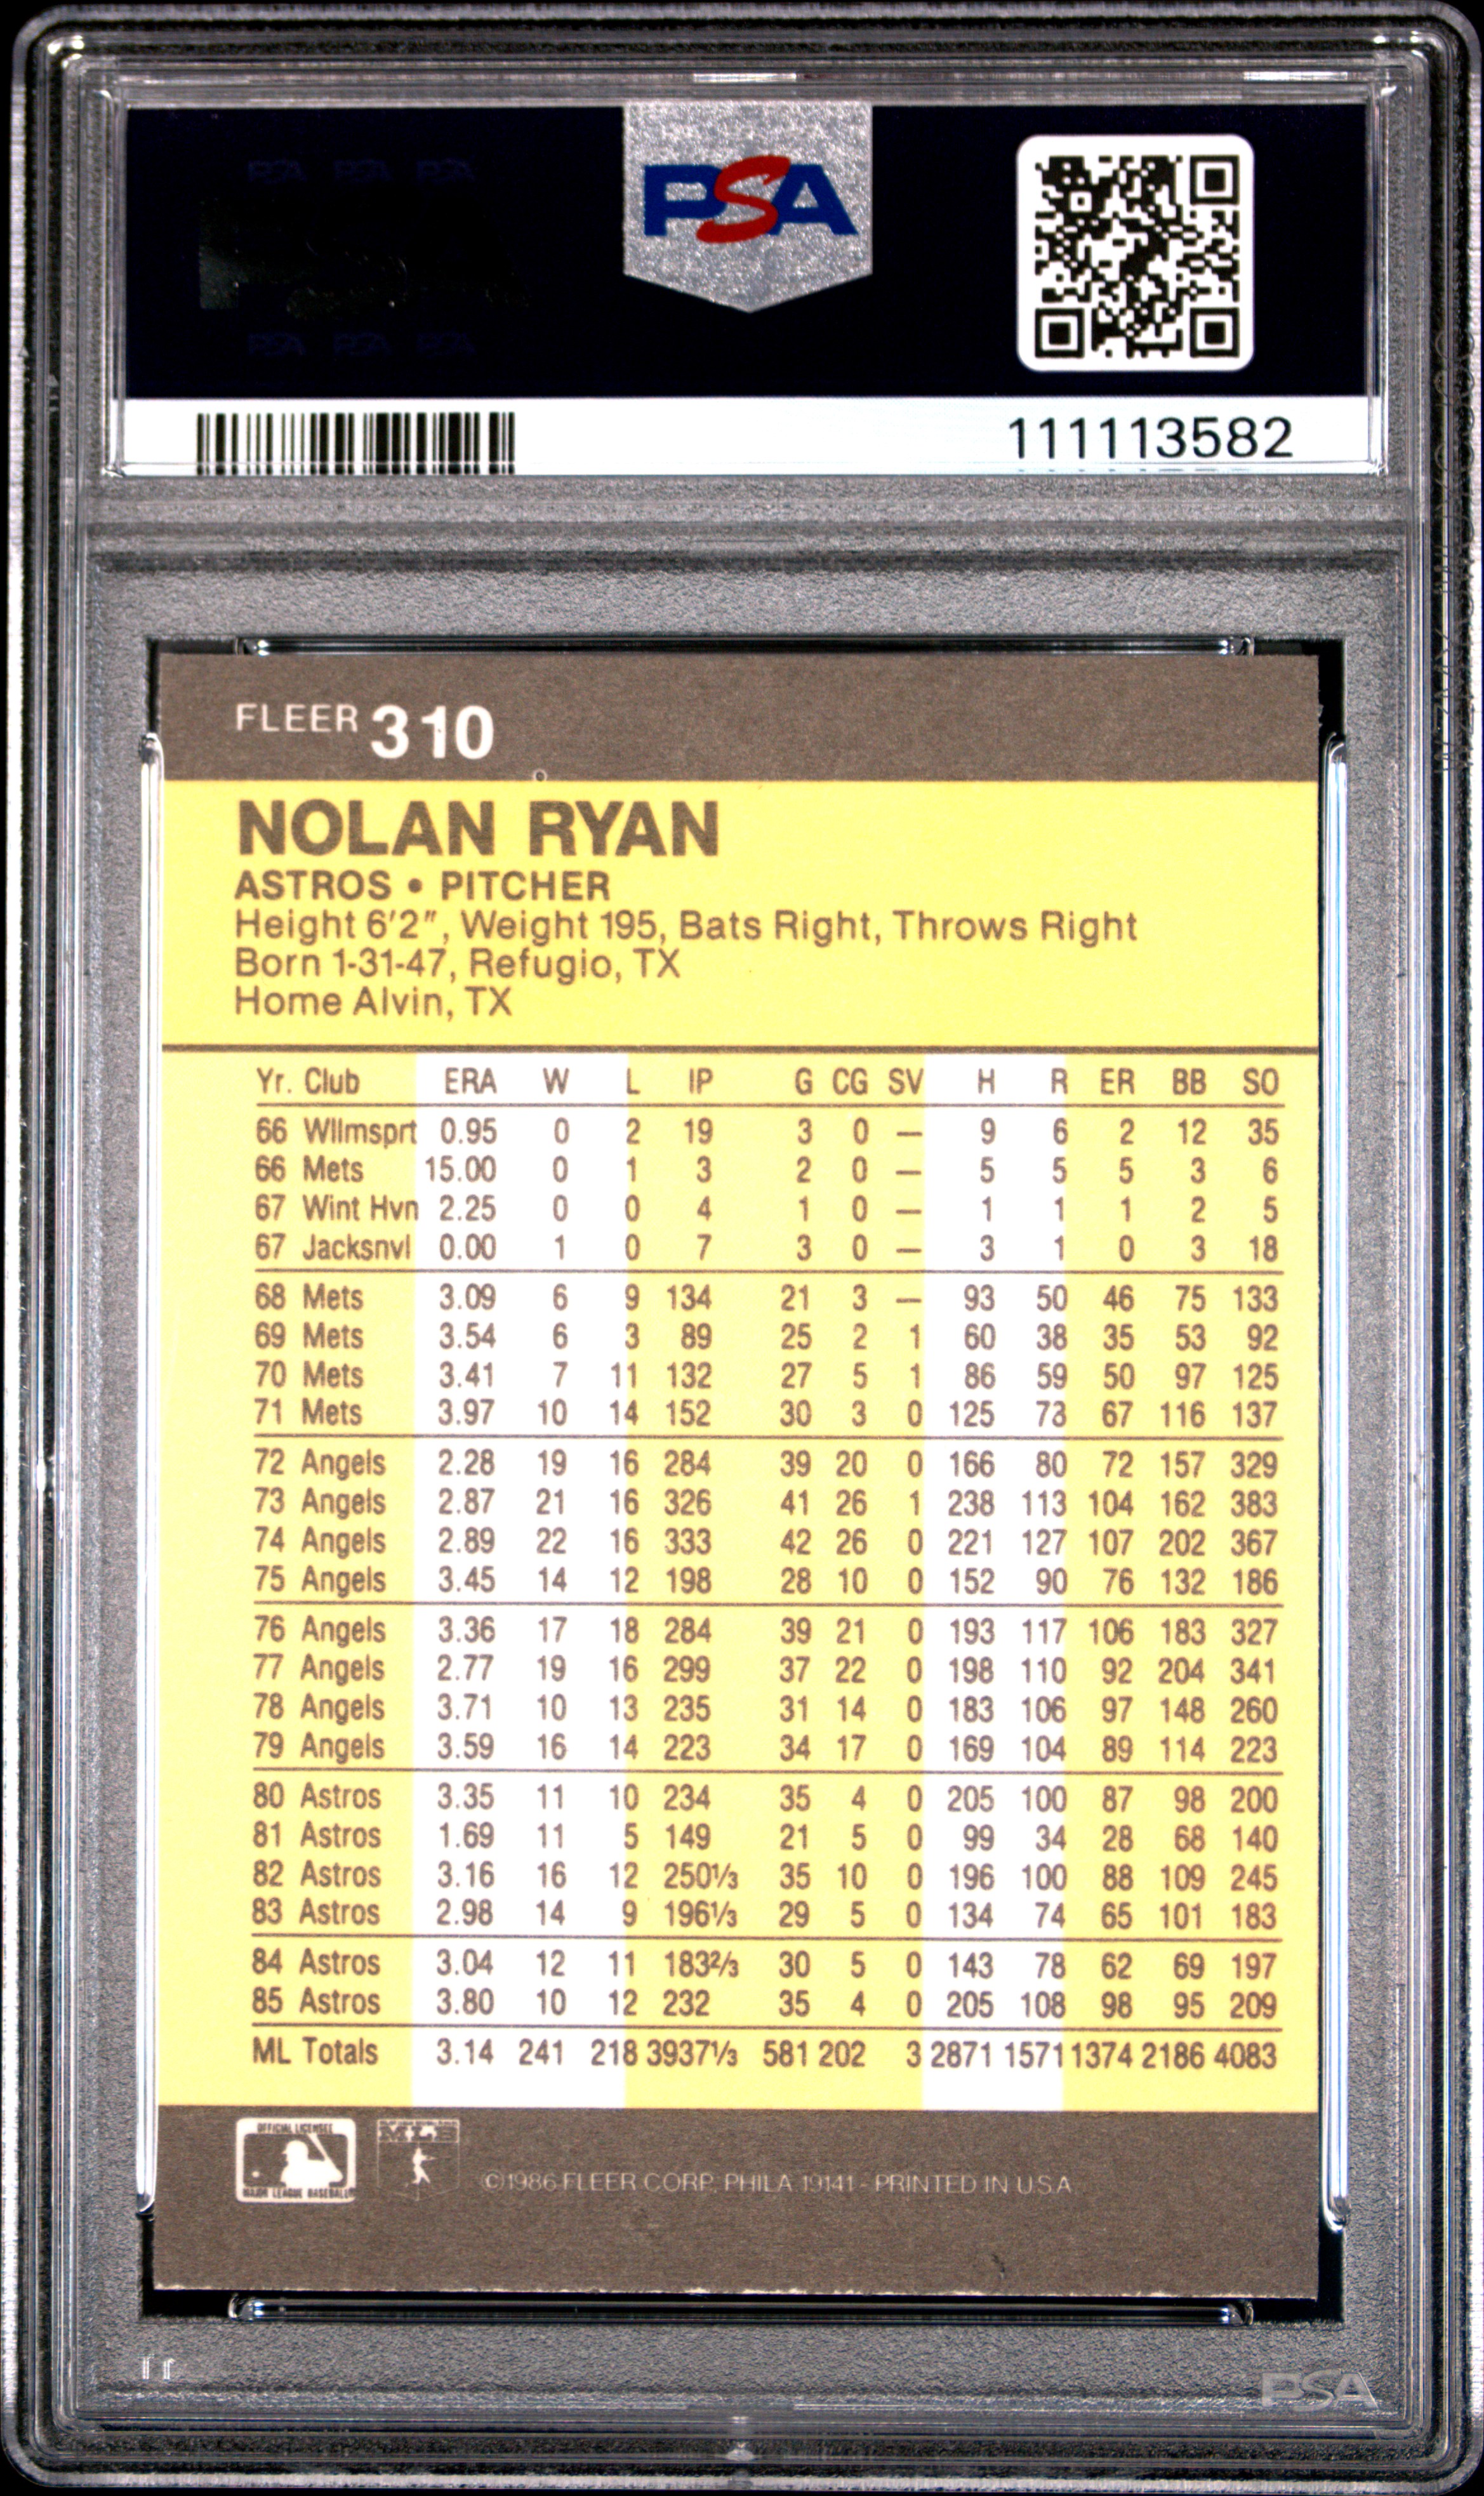 PSA
111113582
FLEER 310
NOLAN RYAN
ASTROS • PITCHER
Height 6'2", Weight 195, Bats Right, Throws Right
Born 1-31-47, Refugio, TX
Home Alvin, TX
Yr. Club ERA W L IP G CG SV H R ER BB SO
66 Wllmsprt 0.95 0 2 19 3 0 — 9 6 2 12 35
66 Mets 15.00 0 1 3 2 0 — 5 5 5 3 6
67 Wint Hvn 2.25 0 0 4 1 0 — 1 1 1 2 5
67 Jacksnvl 0.00 1 0 7 3 0 — 3 1 0 3 18
68 Mets 3.09 6 9 134 21 3 — 93 50 46 75 133
69 Mets 3.54 6 3 89 25 2 1 60 38 35 53 92
70 Mets 3.41 7 11 132 27 5 1 86 59 50 97 125
71 Mets 3.97 10 14 152 30 3 0 125 73 67 116 137
72 Angels 2.28 19 16 284 39 20 0 166 80 72 157 329
73 Angels 2.87 21 16 326 41 26 1 238 113 104 162 383
74 Angels 2.89 22 16 333 42 26 0 221 127 107 202 367
75 Angels 3.45 14 12 198 28 10 0 152 90 76 132 186
76 Angels 3.36 17 18 284 39 21 0 193 117 106 183 327
77 Angels 2.77 19 16 299 37 22 0 198 110 92 204 341
78 Angels 3.71 10 13 235 31 14 0 183 106 97 148 260
79 Angels 3.59 16 14 223 34 17 0 169 104 89 114 223
80 Astros 3.35 11 10 234 35 4 0 205 100 87 98 200
81 Astros 1.69 11 5 149 21 5 0 99 34 28 68 140
82 Astros 3.16 16 12 250⅓ 35 10 0 196 100 88 109 245
83 Astros 2.98 14 9 196⅓ 29 5 0 134 74 65 101 183
84 Astros 3.04 12 11 183⅔ 30 5 0 143 78 62 69 197
85 Astros 3.80 10 12 232 35 4 0 205 108 98 95 209
ML Totals 3.14 241 218 3937⅓ 581 202 3 2871 1571 1374 2186 4083
OFFICIAL LICENSEE
MAJOR LEAGUE BASEBALL
©1986 FLEER CORP. PHILA 19141 - PRINTED IN U.S.A
PSA